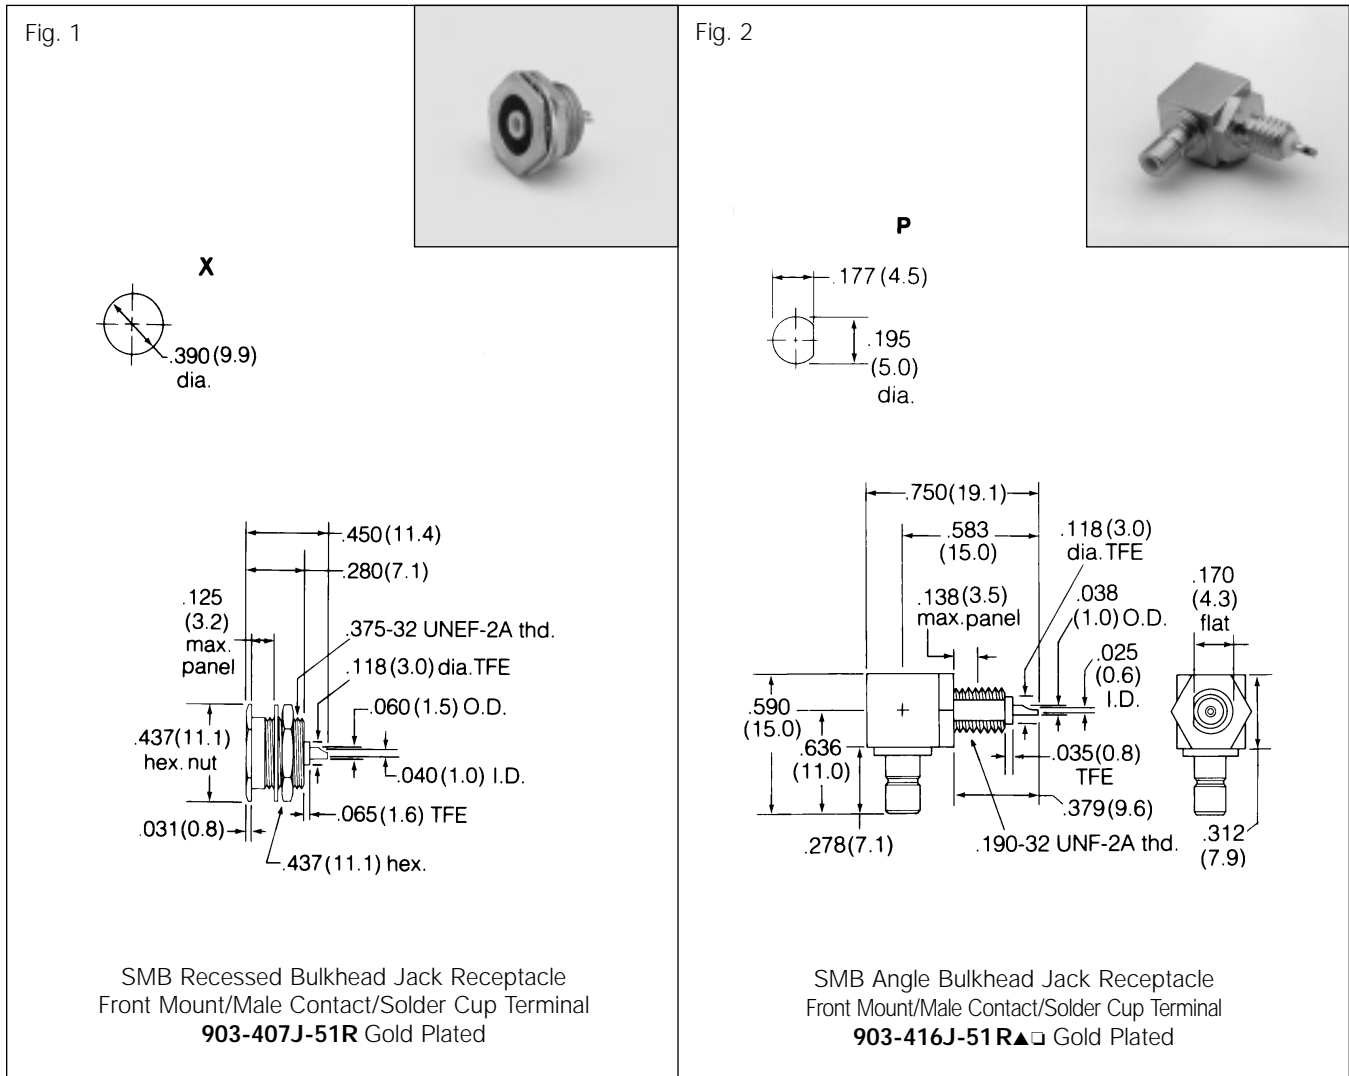 Fig. 1
X
.390 (9.9)
dia.
.450 (11.4)
.280 (7.1)
.125
(3.2)
max.
panel
.375-32 UNEF-2A thd.
.118 (3.0) dia. TFE
.060 (1.5) O.D.
.437 (11.1)
hex. nut
.040 (1.0) I.D.
.065 (1.6) TFE
.031 (0.8)
.437 (11.1) hex.
SMB Recessed Bulkhead Jack Receptacle
Front Mount/Male Contact/Solder Cup Terminal
903-407J-51R Gold Plated
Fig. 2
P
.177 (4.5)
.195
(5.0)
dia.
.750 (19.1)
.583
(15.0)
.118 (3.0)
dia. TFE
.138 (3.5)
max. panel
.038
(1.0) O.D.
.170
(4.3)
flat
.025
(0.6)
I.D.
.590
(15.0)
.636
(11.0)
.035 (0.8)
TFE
.379 (9.6)
.278 (7.1)
.190-32 UNF-2A thd.
.312
(7.9)
SMB Angle Bulkhead Jack Receptacle
Front Mount/Male Contact/Solder Cup Terminal
903-416J-51R▲❑ Gold Plated